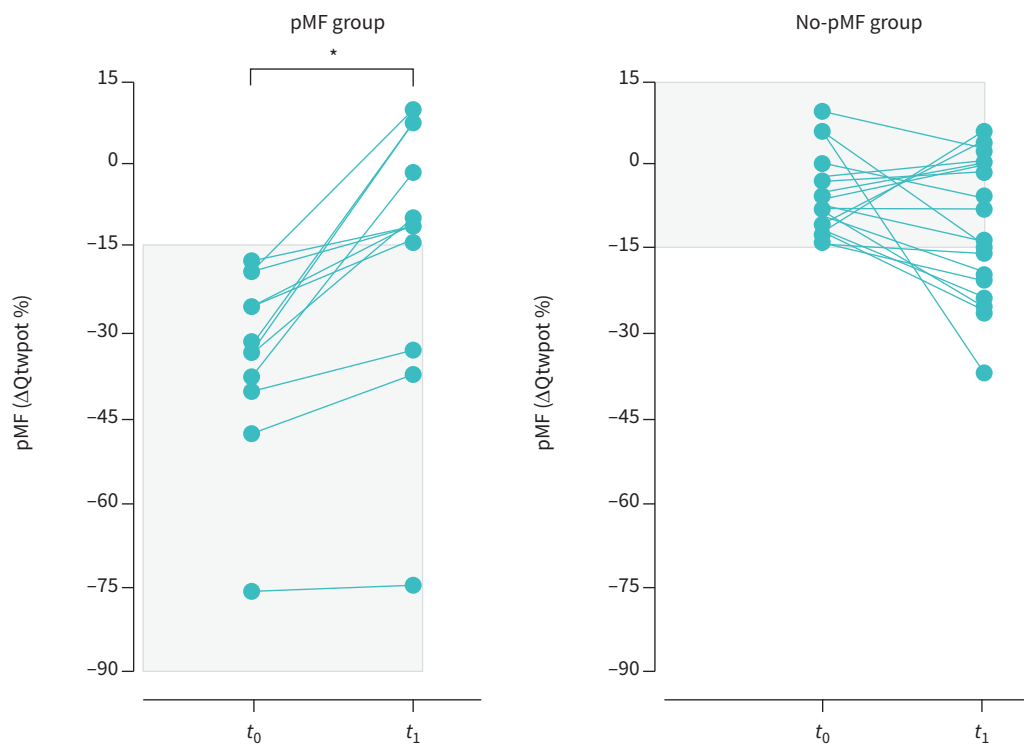 pMF group
*
15
0
–15
–30
–45
–60
–75
–90
pMF (ΔQtwpot %)
t0
t1
No-pMF group
15
0
–15
–30
–45
–60
–75
–90
pMF (ΔQtwpot %)
t0
t1